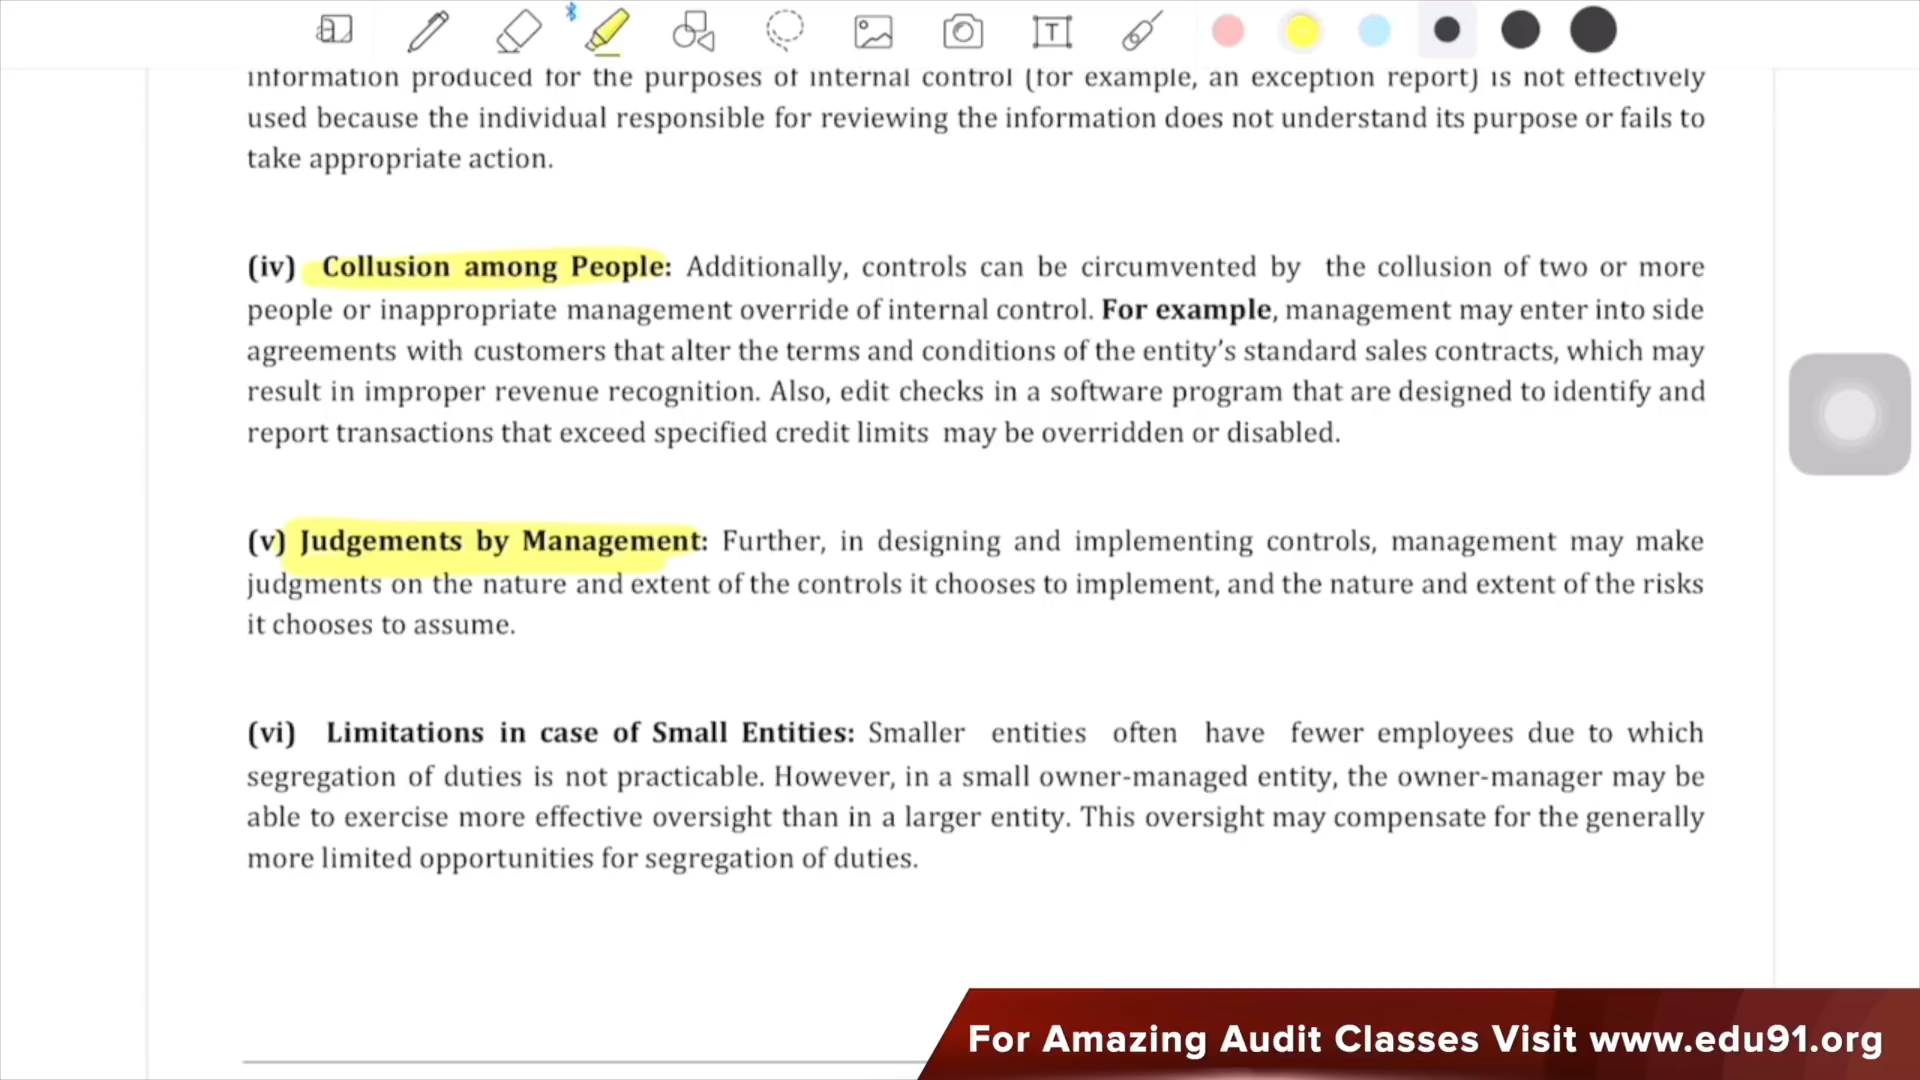 information produced for the purposes of internal control (for example, an exception report) is not effectively
used because the individual responsible for reviewing the information does not understand its purpose or fails to
take appropriate action.
(iv) Collusion among People: Additionally, controls can be circumvented by the collusion of two or more
people or inappropriate management override of internal control. For example, management may enter into side
agreements with customers that alter the terms and conditions of the entity's standard sales contracts, which may
result in improper revenue recognition. Also, edit checks in a software program that are designed to identify and
report transactions that exceed specified credit limits may be overridden or disabled.
(v) Judgements by Management: Further, in designing and implementing controls, management may make
judgments on the nature and extent of the controls it chooses to implement, and the nature and extent of the risks
it chooses to assume.
(vi) Limitations in case of Small Entities: Smaller entities often have fewer employees due to which
segregation of duties is not practicable. However, in a small owner-managed entity, the owner-manager may be
able to exercise more effective oversight than in a larger entity. This oversight may compensate for the generally
more limited opportunities for segregation of duties.
For Amazing Audit Classes Visit www.edu91.org